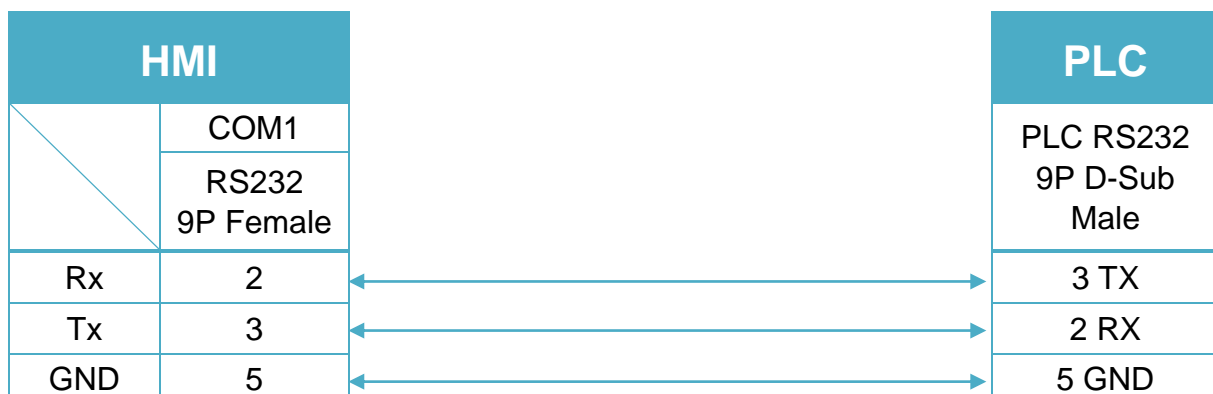 HMI
PLC
COM1
RS232
9P Female
PLC RS232
9P D-Sub
Male
Rx 2 3 TX
Tx 3 2 RX
GND 5 5 GND